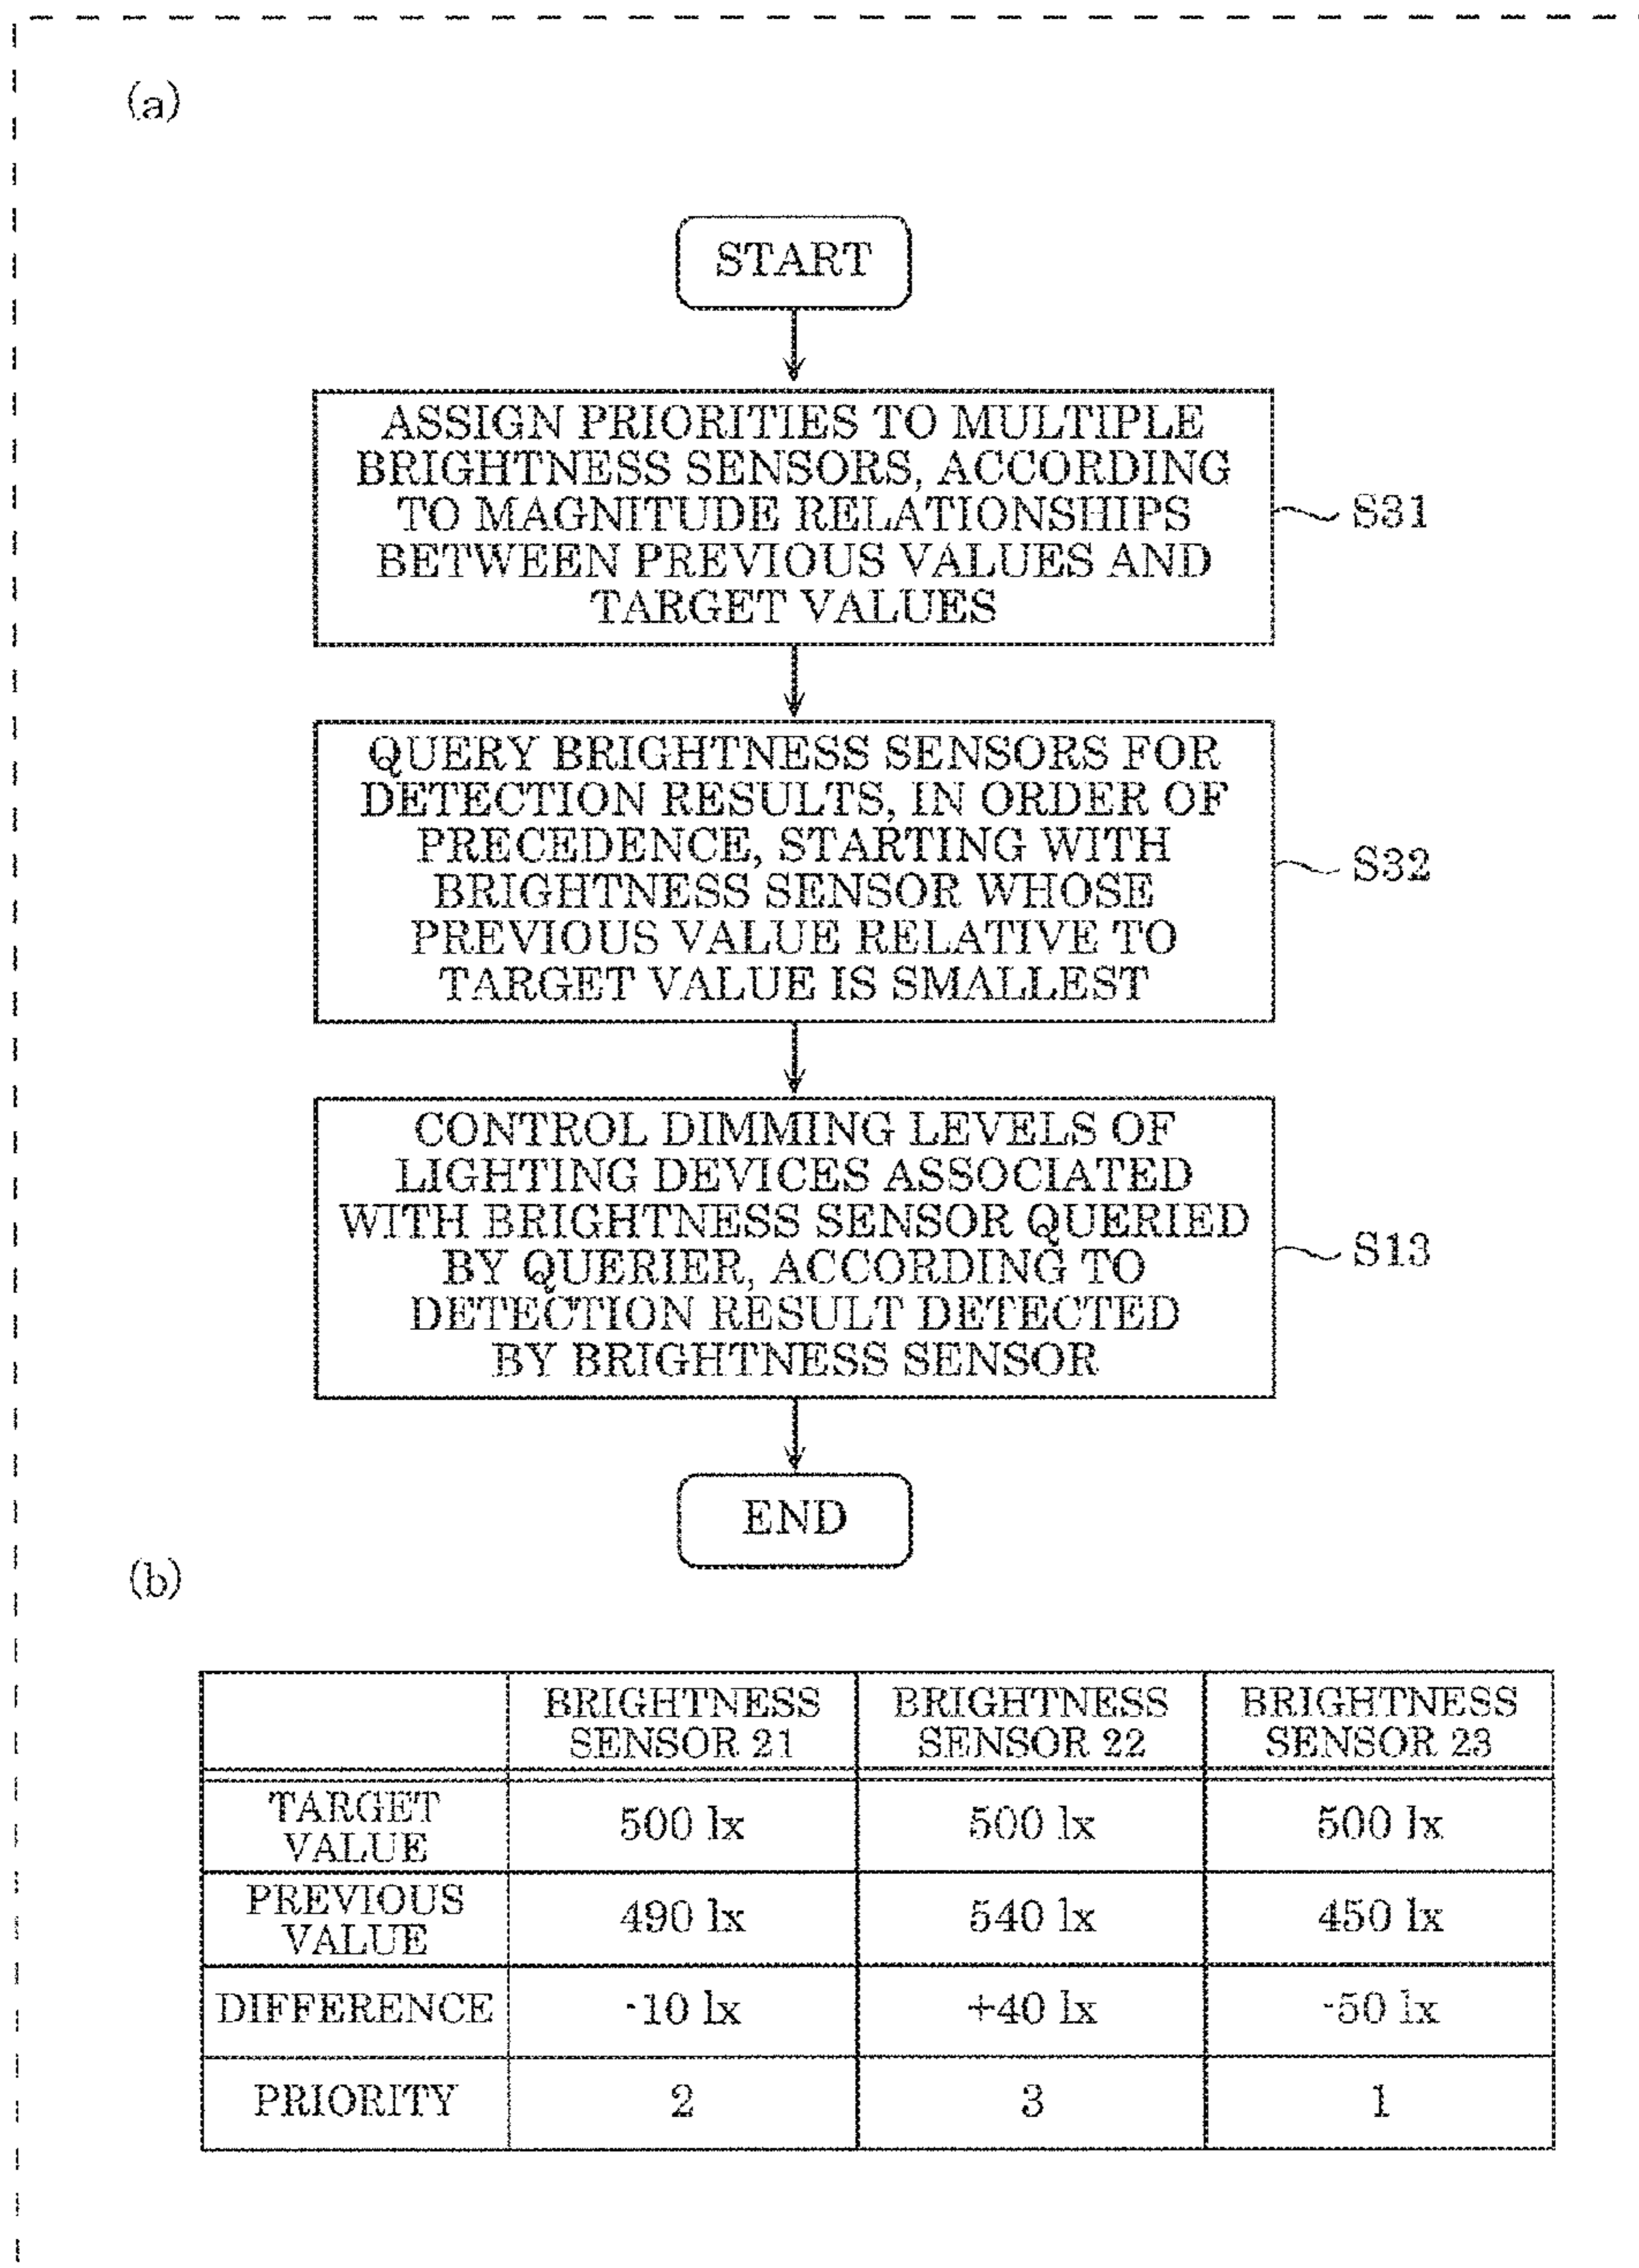 (a)
START
ASSIGN PRIORITIES TO MULTIPLE
BRIGHTNESS SENSORS, ACCORDING
TO MAGNITUDE RELATIONSHIPS
BETWEEN PREVIOUS VALUES AND
TARGET VALUES
S31
QUERY BRIGHTNESS SENSORS FOR
DETECTION RESULTS, IN ORDER OF
PRECEDENCE, STARTING WITH
BRIGHTNESS SENSOR WHOSE
PREVIOUS VALUE RELATIVE TO
TARGET VALUE IS SMALLEST
S32
CONTROL DIMMING LEVELS OF
LIGHTING DEVICES ASSOCIATED
WITH BRIGHTNESS SENSOR QUERIED
BY QUERIER, ACCORDING TO
DETECTION RESULT DETECTED
BY BRIGHTNESS SENSOR
S13
END
(b)
BRIGHTNESS SENSOR 21 BRIGHTNESS SENSOR 22 BRIGHTNESS SENSOR 23
TARGET VALUE 500 lx 500 lx 500 lx
PREVIOUS VALUE 490 lx 540 lx 450 lx
DIFFERENCE -10 lx +40 lx -50 lx
PRIORITY 2 3 1